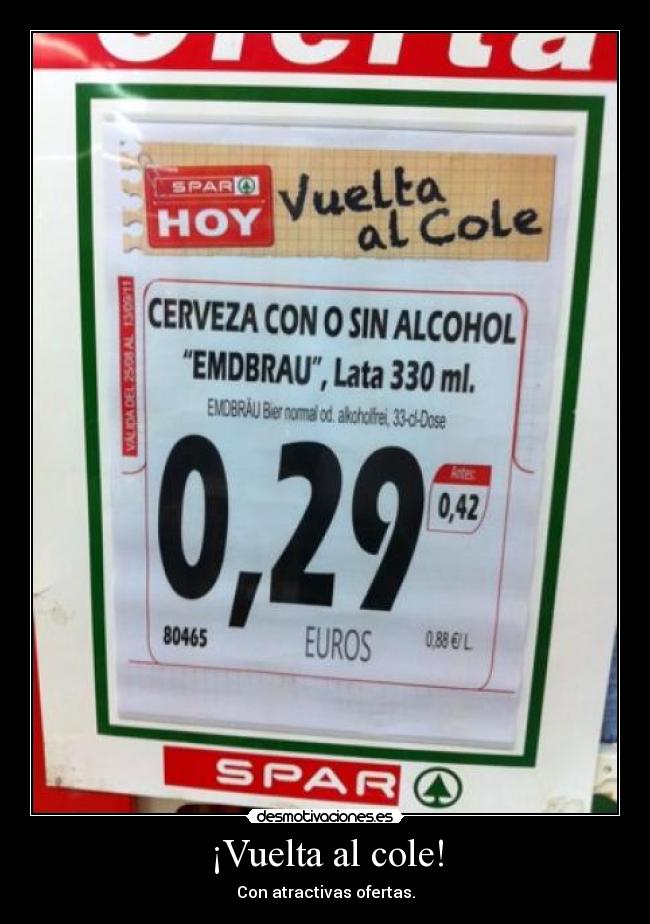 Oferta
SPAR
HOY
Vuelta
al Cole
VÁLIDA DEL 25/08 AL 13/09/11
CERVEZA CON O SIN ALCOHOL
“EMDBRAU”, Lata 330 ml.
EMDBRÄU Bier normal od. alkoholfrei, 33-cl-Dose
0,29
Antes:
0,42
80465
EUROS
0,88 €/L.
SPAR
desmotivaciones.es
¡Vuelta al cole!
Con atractivas ofertas.